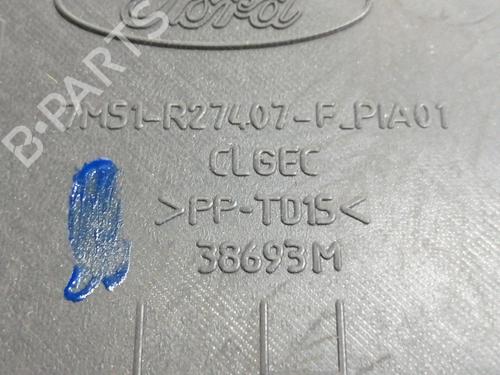 Ford
7M51-R27407-F_PIA01
CLGEC
>PP-TD15<
38693M
B-PARTS